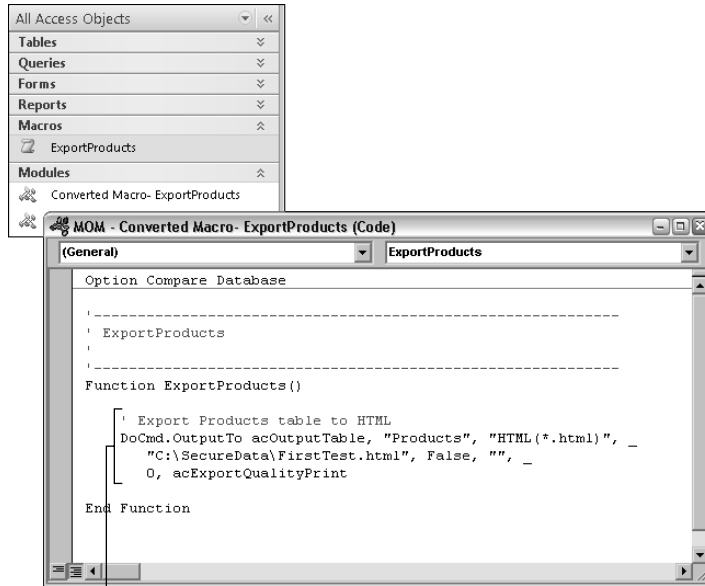 All Access Objects
Tables
Queries
Forms
Reports
Macros
ExportProducts
Modules
Converted Macro- ExportProducts
MOM - Converted Macro- ExportProducts (Code)
(General) ExportProducts
Option Compare Database
'------------------------------------------------------------
' ExportProducts
'
'------------------------------------------------------------
Function ExportProducts()
' Export Products table to HTML
DoCmd.OutputTo acOutputTable, "Products", "HTML(*.html)", _
"C:\SecureData\FirstTest.html", False, "", _
0, acExportQualityPrint
End Function